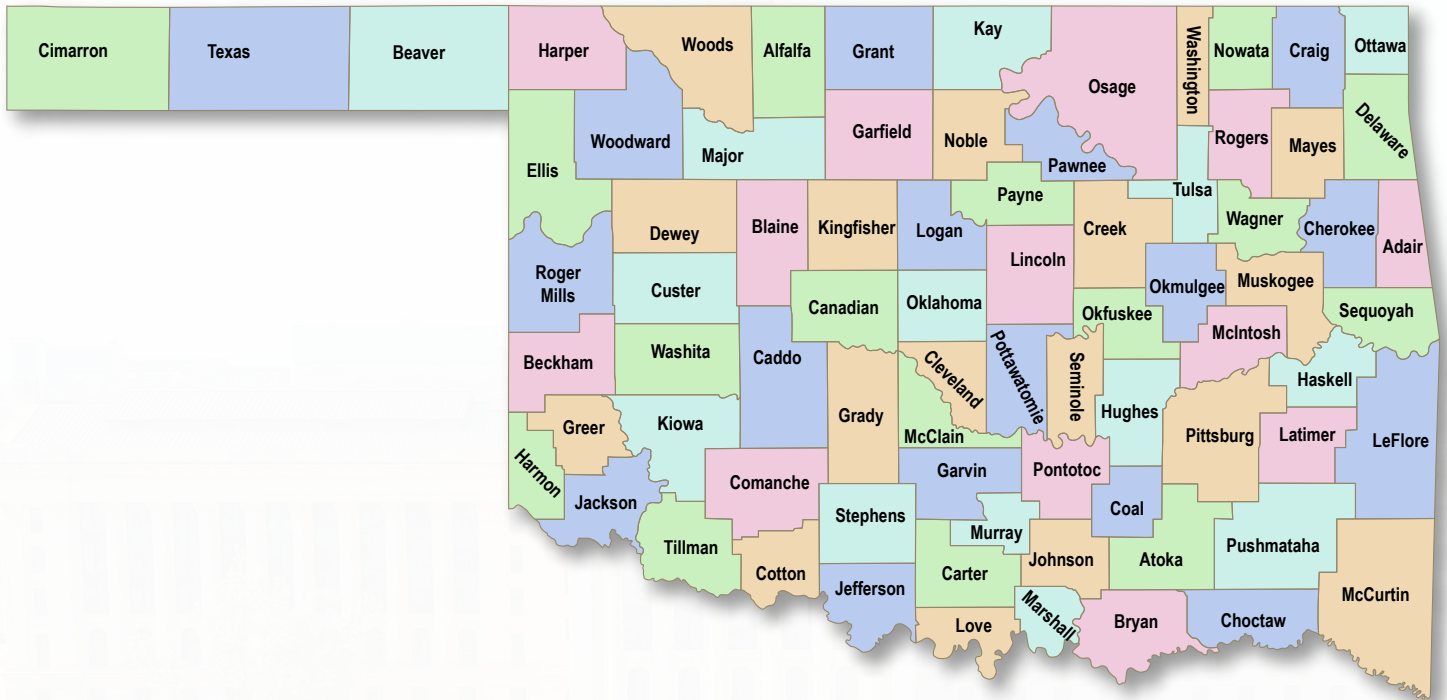 Cimarron
Texas
Beaver
Harper
Woods
Alfalfa
Grant
Kay
Osage
Washington
Nowata
Craig
Ottawa
Ellis
Woodward
Major
Garfield
Noble
Pawnee
Rogers
Mayes
Delaware
Dewey
Blaine
Kingfisher
Logan
Payne
Lincoln
Creek
Tulsa
Wagner
Cherokee
Adair
Roger
Mills
Custer
Canadian
Oklahoma
Okfuskee
Okmulgee
Muskogee
Sequoyah
Beckham
Washita
Caddo
Grady
Cleveland
Pottawatomie
Seminole
Hughes
McIntosh
Haskell
Harmon
Greer
Kiowa
McClain
Pittsburg
Latimer
LeFlore
Jackson
Comanche
Garvin
Pontotoc
Coal
Tillman
Cotton
Stephens
Murray
Johnson
Atoka
Pushmataha
Jefferson
Carter
Love
Marshall
Bryan
Choctaw
McCurtin